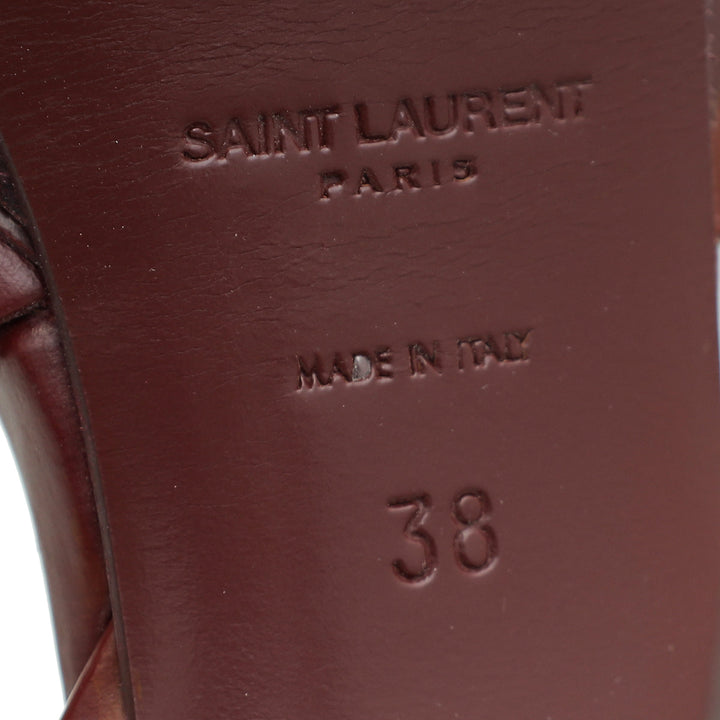 SAINT LAURENT
PARIS
MADE IN ITALY
38